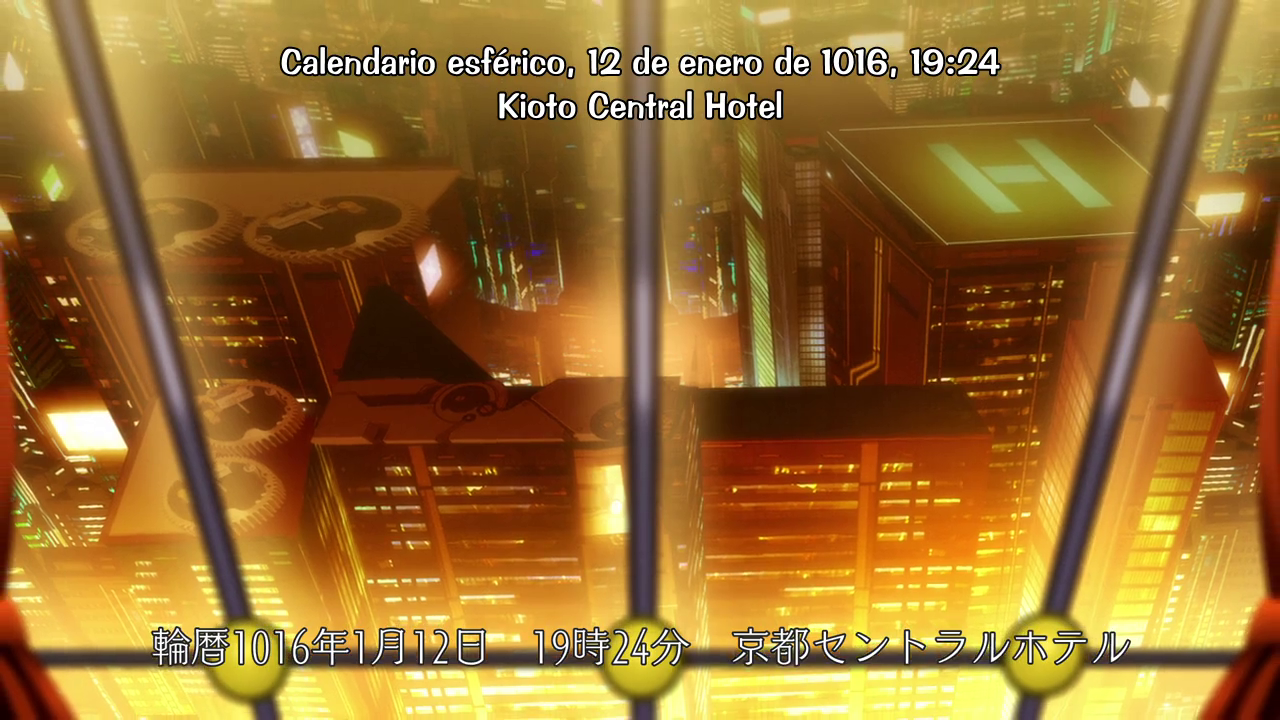 Calendario esférico, 12 de enero de 1016, 19:24
Kioto Central Hotel
H
輪暦1016年1月12日　19時24分　京都セントラルホテル